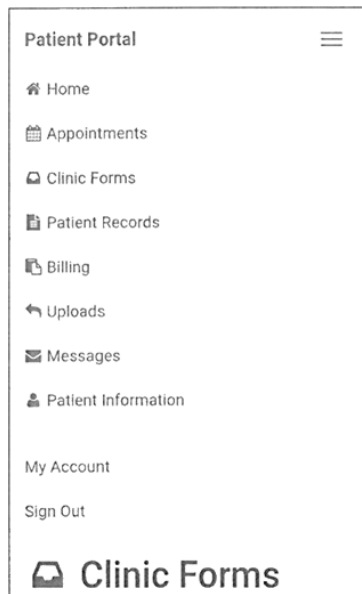 Patient Portal
Home
Appointments
Clinic Forms
Patient Records
Billing
Uploads
Messages
Patient Information
My Account
Sign Out
Clinic Forms